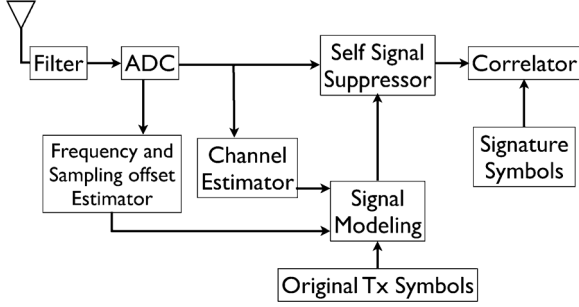 Filter
ADC
Self Signal
Suppressor
Correlator
Frequency and
Sampling offset
Estimator
Channel
Estimator
Signal
Modeling
Signature
Symbols
Original Tx Symbols